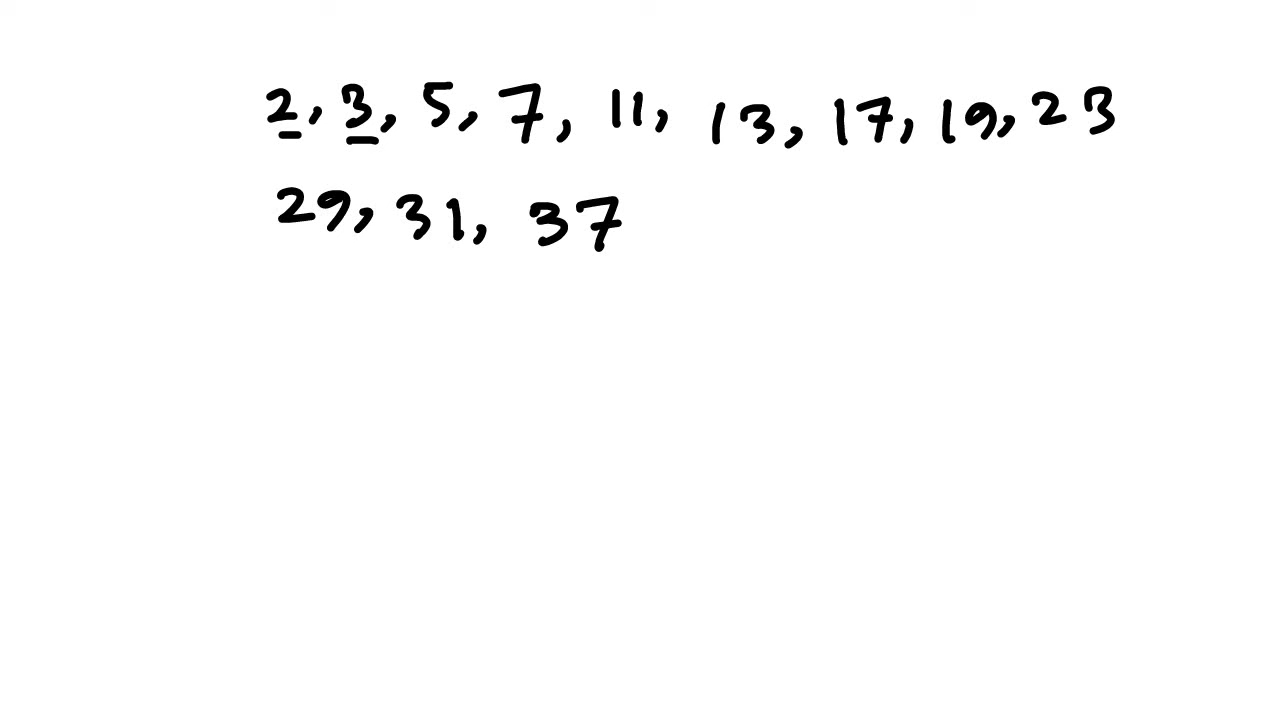 2, 3, 5, 7, 11, 13, 17, 19, 23
29, 31, 37